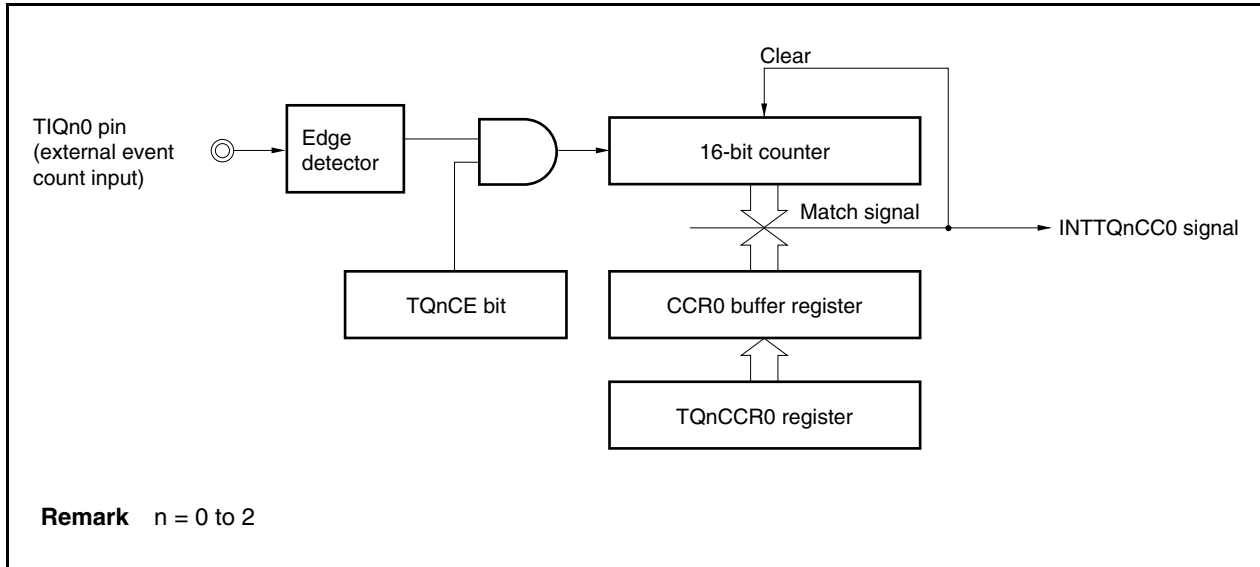 Clear
TIQn0 pin
(external event
count input)
Edge
detector
16-bit counter
Match signal
INTTQnCC0 signal
TQnCE bit
CCR0 buffer register
TQnCCR0 register
Remark n = 0 to 2